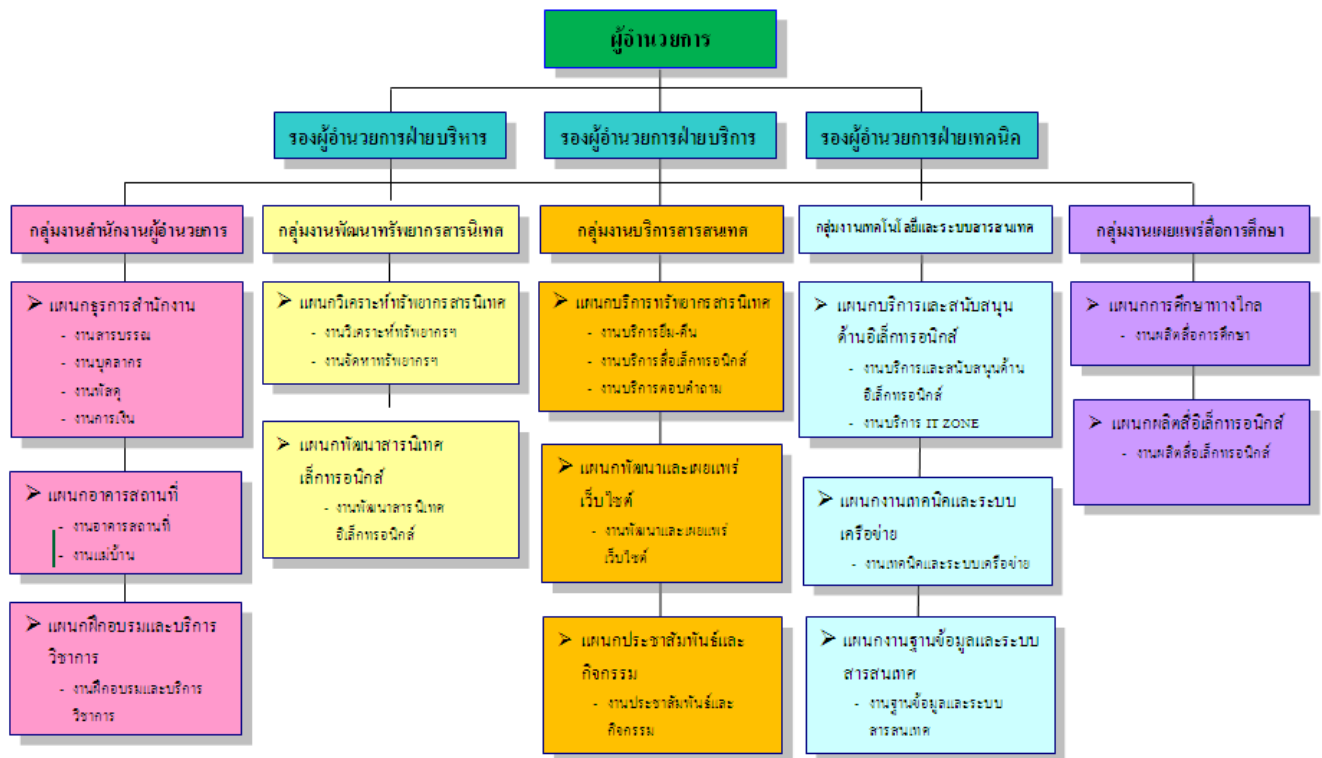 ผู้อำนวยการ
รองผู้อำนวยการฝ่ายบริหาร
รองผู้อำนวยการฝ่ายบริการ
รองผู้อำนวยการฝ่ายเทคนิค
กลุ่มงานสำนักงานผู้อำนวยการ
กลุ่มงานพัฒนาทรัพยากรสารนิเทศ
กลุ่มงานบริการสารสนเทศ
กลุ่มงานเทคโนโลยีและระบบสารสนเทศ
กลุ่มงานเผยแพร่สื่อการศึกษา
➢ แผนกธุรการสำนักงาน
- งานสารบรรณ
- งานบุคลากร
- งานพัสดุ
- งานการเงิน
➢ แผนกอาคารสถานที่
- งานอาคารสถานที่
- งานแม่บ้าน
➢ แผนกฝึกอบรมและบริการ
วิชาการ
- งานฝึกอบรมและบริการ
วิชาการ
➢ แผนกวิเคราะห์ทรัพยากรสารนิเทศ
- งานวิเคราะห์ทรัพยากรฯ
- งานจัดหาทรัพยากรฯ
➢ แผนกพัฒนาสารนิเทศ
เล็กทรอนิกส์
- งานพัฒนาสารนิเทศ
อิเล็กทรอนิกส์
➢ แผนกบริการทรัพยากรสารนิเทศ
- งานบริการยืม-คืน
- งานบริการสื่อเล็กทรอนิกส์
- งานบริการตอบคำถาม
➢ แผนกพัฒนาและเผยแพร่
เว็บไซต์
- งานพัฒนาและเผยแพร่
เว็บไซต์
➢ แผนกประชาสัมพันธ์และ
กิจกรรม
- งานประชาสัมพันธ์และ
กิจกรรม
➢ แผนกบริการและสนับสนุน
ด้านอิเล็กทรอนิกส์
- งานบริการและสนับสนุนด้าน
อิเล็กทรอนิกส์
- งานบริการ IT ZONE
➢ แผนกงานเทคนิคและระบบ
เครือข่าย
- งานเทคนิคและระบบเครือข่าย
➢ แผนกงานฐานข้อมูลและระบบ
สารสนเทศ
- งานฐานข้อมูลและระบบ
สารสนเทศ
➢ แผนกการศึกษาทางไกล
- งานผลิตสื่อการศึกษา
➢ แผนกผลิตสื่อิเล็กทรอนิกส์
- งานผลิตสื่อเล็กทรอนิกส์